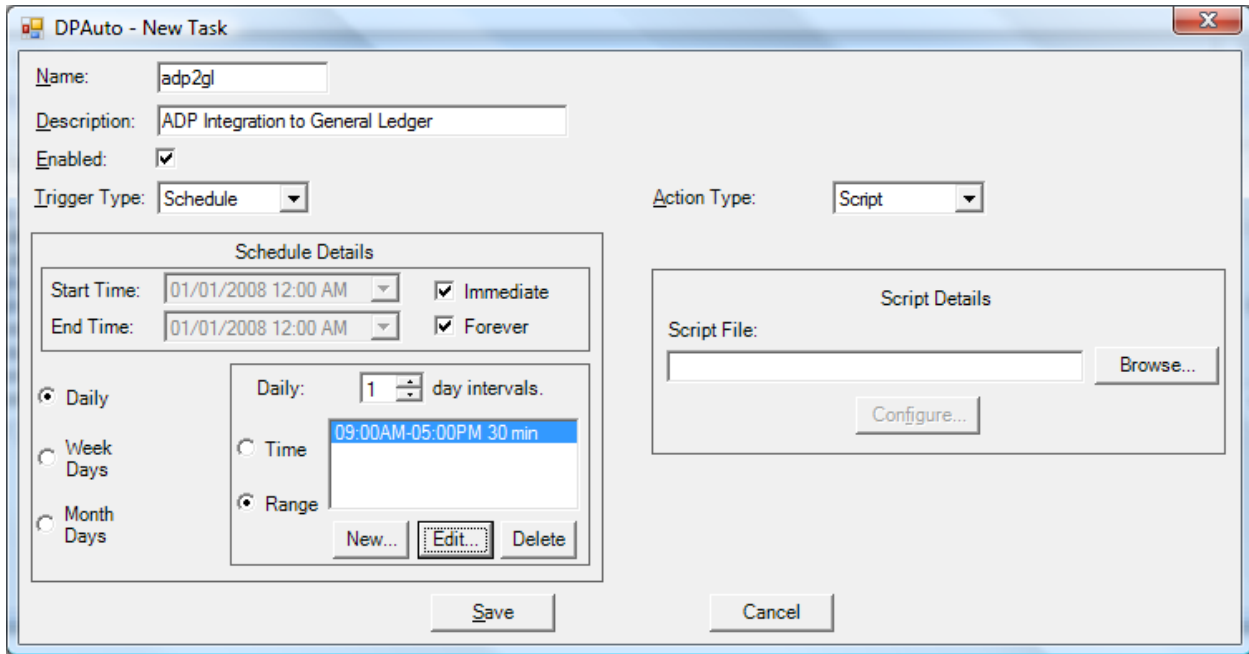 DPAuto - New Task
Name: adp2gl
Description: ADP Integration to General Ledger
Enabled:
Trigger Type: Schedule
Action Type: Script
Schedule Details
Start Time: 01/01/2008 12:00 AM Immediate
End Time: 01/01/2008 12:00 AM Forever
Daily
Week
Days
Month
Days
Daily: 1 day intervals.
Time
Range
09:00AM-05:00PM 30 min
New... Edit... Delete
Script Details
Script File:
Browse...
Configure...
Save Cancel